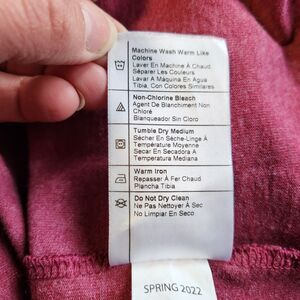 Machine Wash Warm Like
Colors
Laver En Machine À Chaud
Séparer Les Couleurs
Lavar A Máquina En Agua
Tibia, Con Colores Similares
Non-Chlorine Bleach
Agent De Blanchiment Non
Chloré
Blanqueador Sin Cloro
Tumble Dry Medium
Sécher En Sèche-Linge À
Température Moyenne
Secar En Secadora A
Temperatura Mediana
Warm Iron
Repasser À Fer Chaud
Plancha Tibia
Do Not Dry Clean
Ne Pas Nettoyer À Sec
No Limpiar En Seco
SPRING 2022